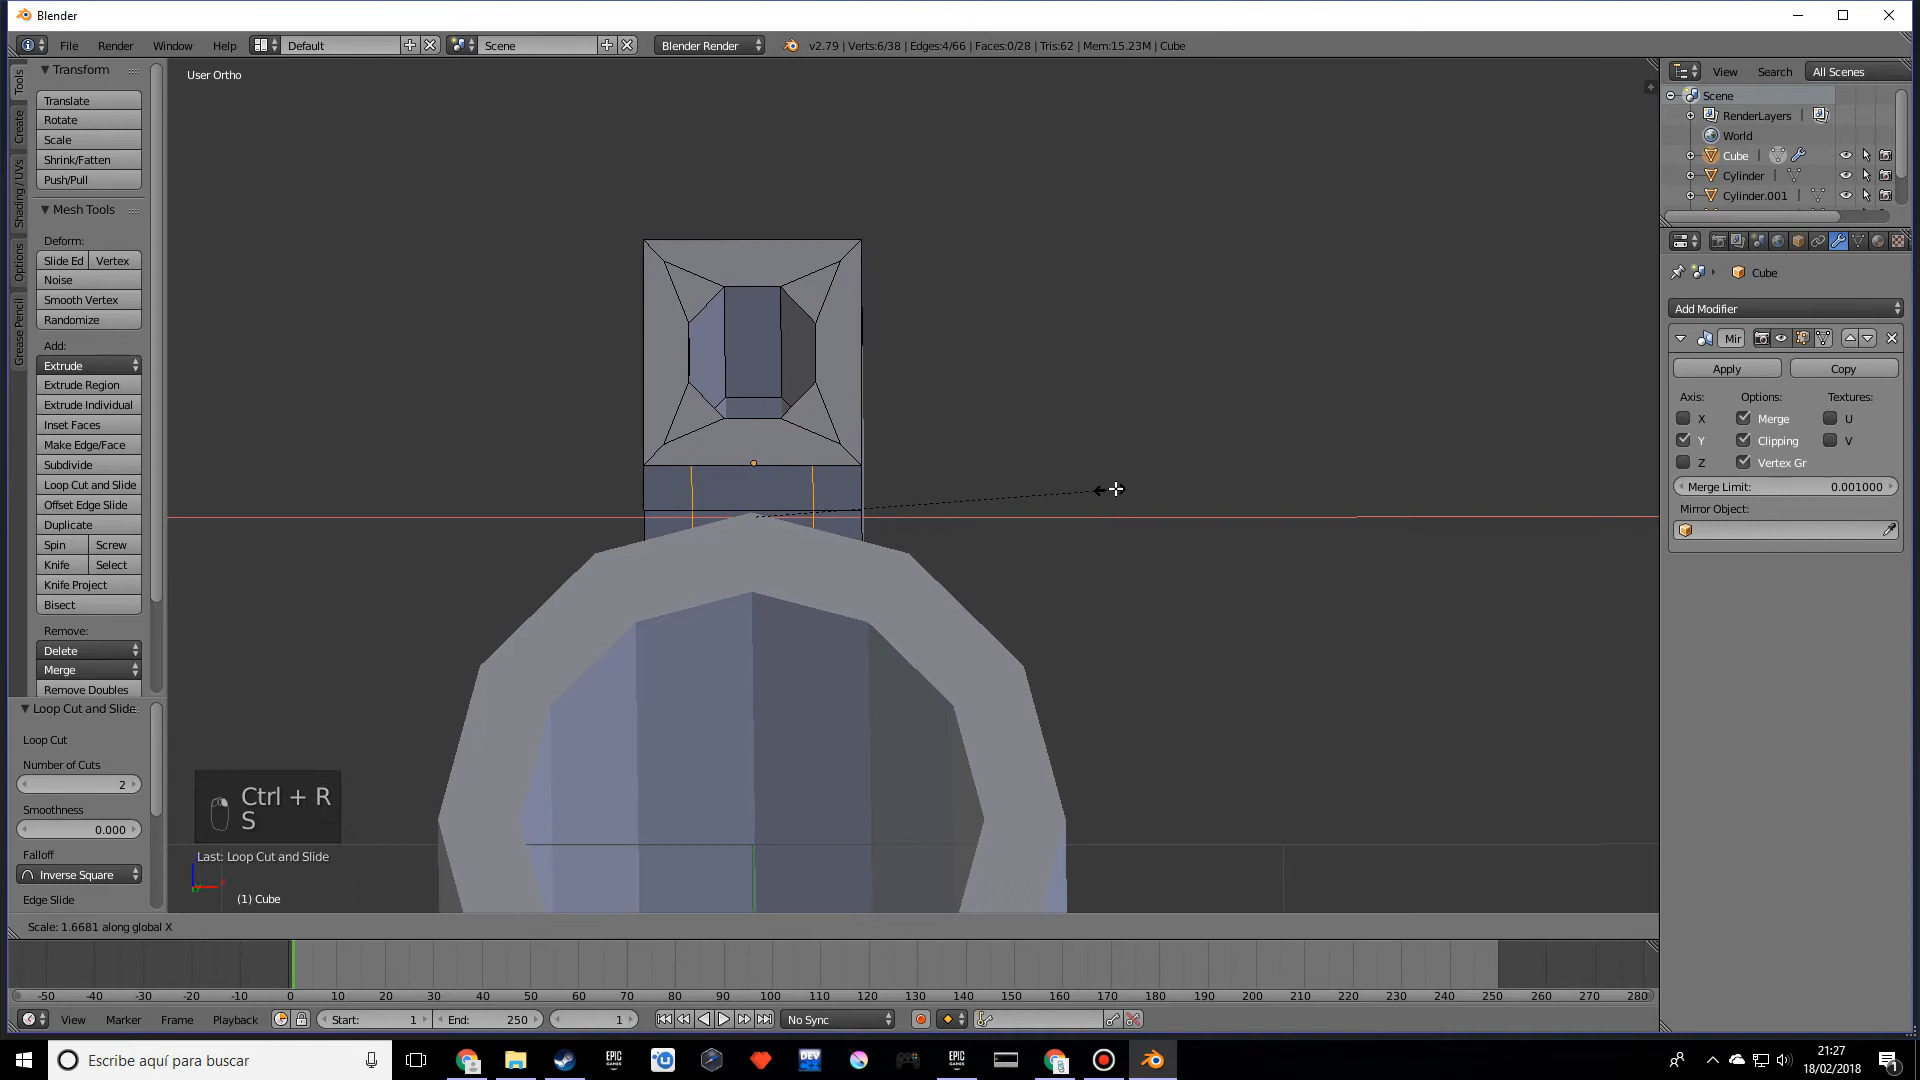 Blender
File Render Window Help Default Scene Blender Render v2.79 | Verts:6/38 | Edges:4/66 | Faces:0/28 | Tris:62 | Mem:15.23M | Cube
User Ortho
Tools
Create
Shading / UVs
Options
Grease Pencil
Transform
Translate
Rotate
Scale
Shrink/Fatten
Push/Pull
Mesh Tools
Deform:
Slide Ed Vertex
Noise
Smooth Vertex
Randomize
Add:
Extrude
Extrude Region
Extrude Individual
Inset Faces
Make Edge/Face
Subdivide
Loop Cut and Slide
Offset Edge Slide
Duplicate
Spin Screw
Knife Select
Knife Project
Bisect
Remove:
Delete
Merge
Remove Doubles
Loop Cut and Slide
Loop Cut
Number of Cuts
2
Smoothness
0.000
Falloff
Inverse Square
Edge Slide
Ctrl + R
S
Last: Loop Cut and Slide
(1) Cube
Scale: 1.6681 along global X
View Search All Scenes
Scene
RenderLayers
World
Cube
Cylinder
Cylinder.001
Cube
Add Modifier
Mir
Apply Copy
Axis: Options: Textures:
X Merge U
Y Clipping V
Z Vertex Gr
Merge Limit: 0.001000
Mirror Object:
-50 -40 -30 -20 -10 0 10 20 30 40 50 60 70 80 90 100 110 120 130 140 150 160 170 180 190 200 210 220 230 240 250 260 270 280
View Marker Frame Playback Start: 1 End: 250 1 No Sync
Escribe aquí para buscar
EPIC GAMES
DEV
EPIC GAMES
21:27
18/02/2018
1